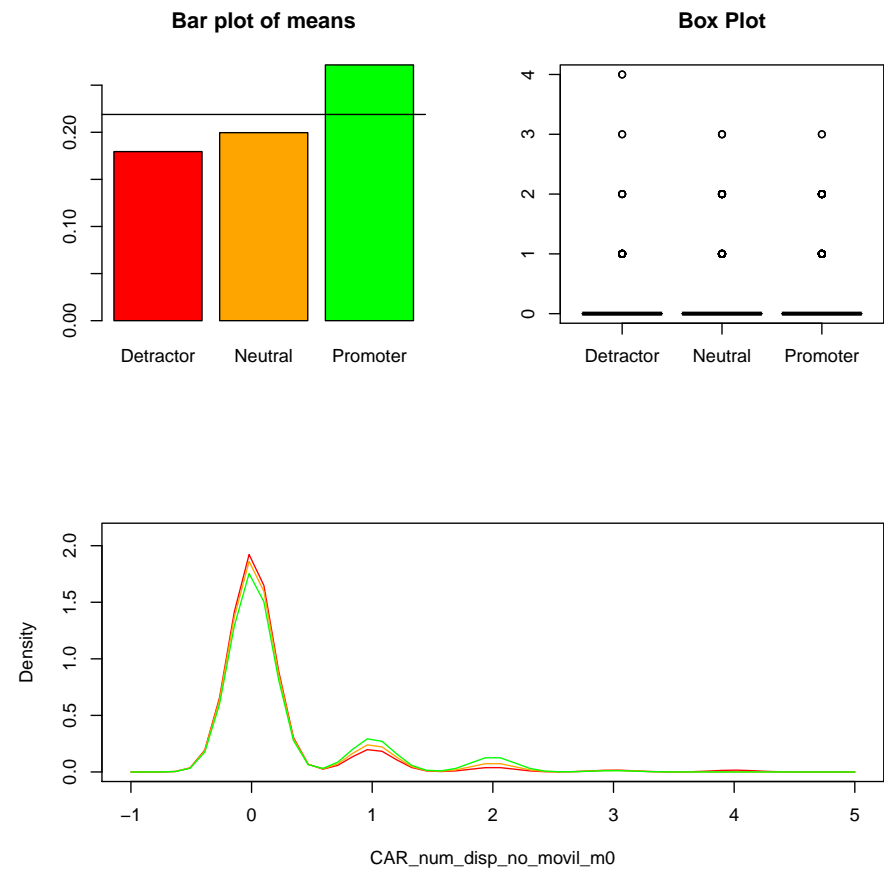 Bar plot of means
0.00
0.10
0.20
Detractor Neutral Promoter
Box Plot
0
1
2
3
4
Detractor Neutral Promoter
Density
0.0
0.5
1.0
1.5
2.0
−1 0 1 2 3 4 5
CAR_num_disp_no_movil_m0